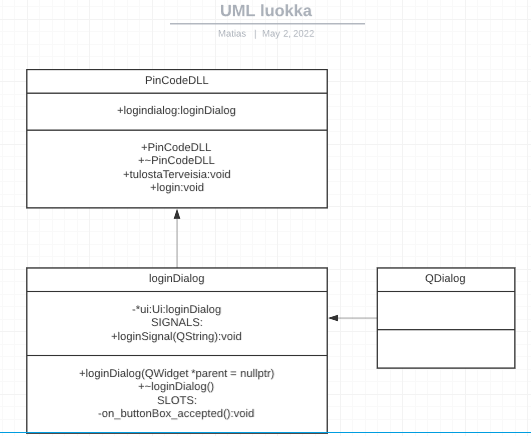 UML luokka
Matias | May 2, 2022
PinCodeDLL
+logindialog:loginDialog
+PinCodeDLL
+~PinCodeDLL
+tulostaTerveisia:void
+login:void
loginDialog
-*ui:Ui:loginDialog
SIGNALS:
+loginSignal(QString):void
+loginDialog(QWidget *parent = nullptr)
+~loginDialog()
SLOTS:
-on_buttonBox_accepted():void
QDialog